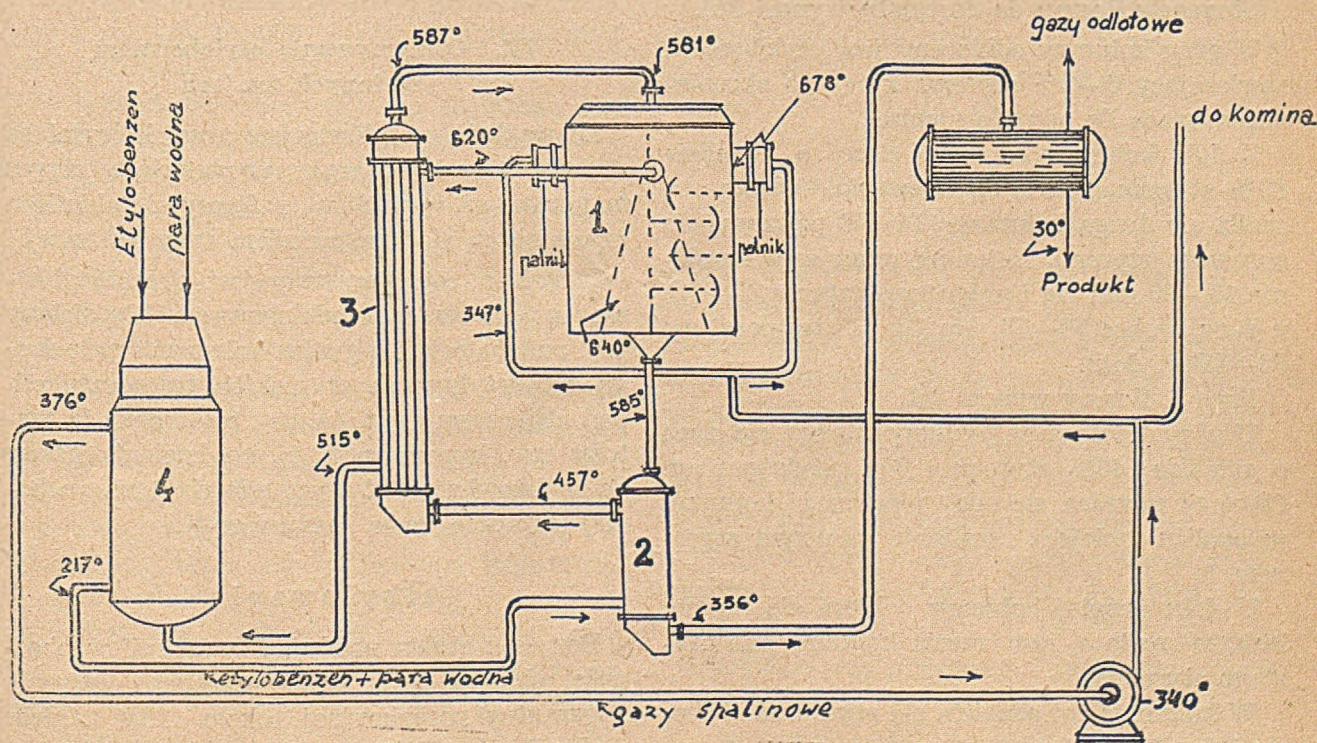 gazy odlotowe
587°
581°
678°
do komina
Etylo-benzen
para wodna
620°
1
palnik
palnik
30°
Produkt
3
347°
640°
376°
515°
585°
4
457°
2
217°
356°
etylobenzen + para wodna
340°
gazy spalinowe